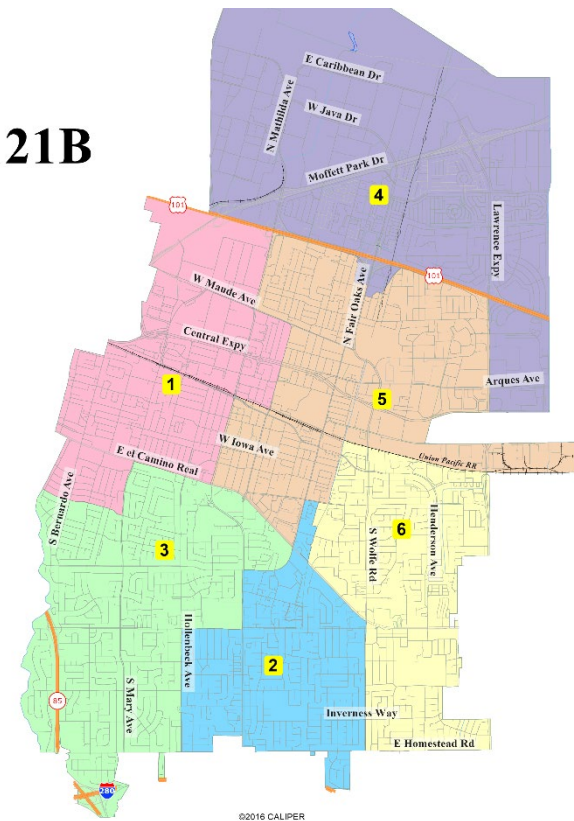 E Caribbean Dr
N Mathilda Ave
W Java Dr
21B
Moffett Park Dr
4
101
Lawrence Expy
101
W Maude Ave
N Fair Oaks Ave
Central Expy
1
5
Arques Ave
W Iowa Ave
E el Camino Real
Union Pacific RR
S Bernardo Ave
6
Henderson Ave
3
S Wolfe Rd
Hollenbeck Ave
2
85
S Mary Ave
Inverness Way
E Homestead Rd
280
©2016 CALIPER